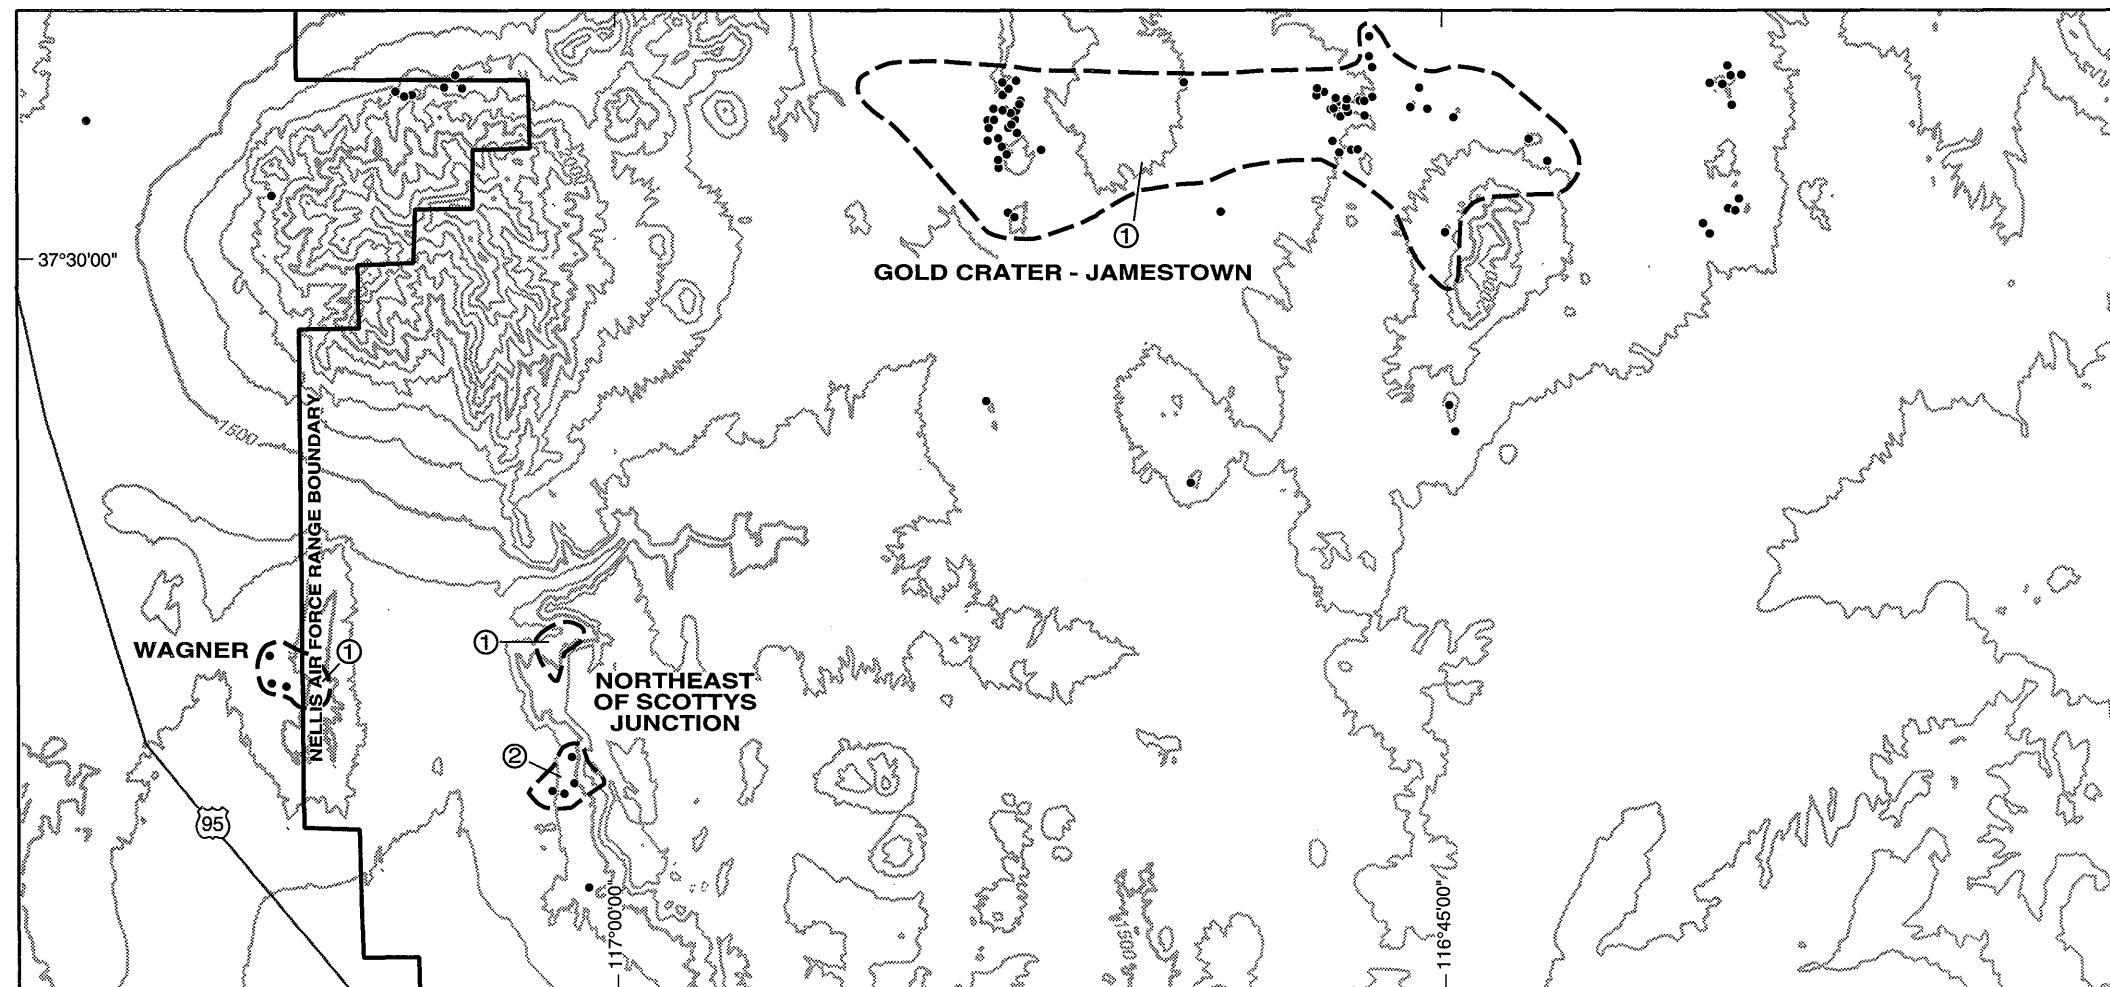 37°30'00"
①
GOLD CRATER - JAMESTOWN
1500
NELLIS AIR FORCE RANGE BOUNDARY
WAGNER
①
①
NORTHEAST
OF SCOTTYS
JUNCTION
②
95
117°00'00"
1500
116°45'00"